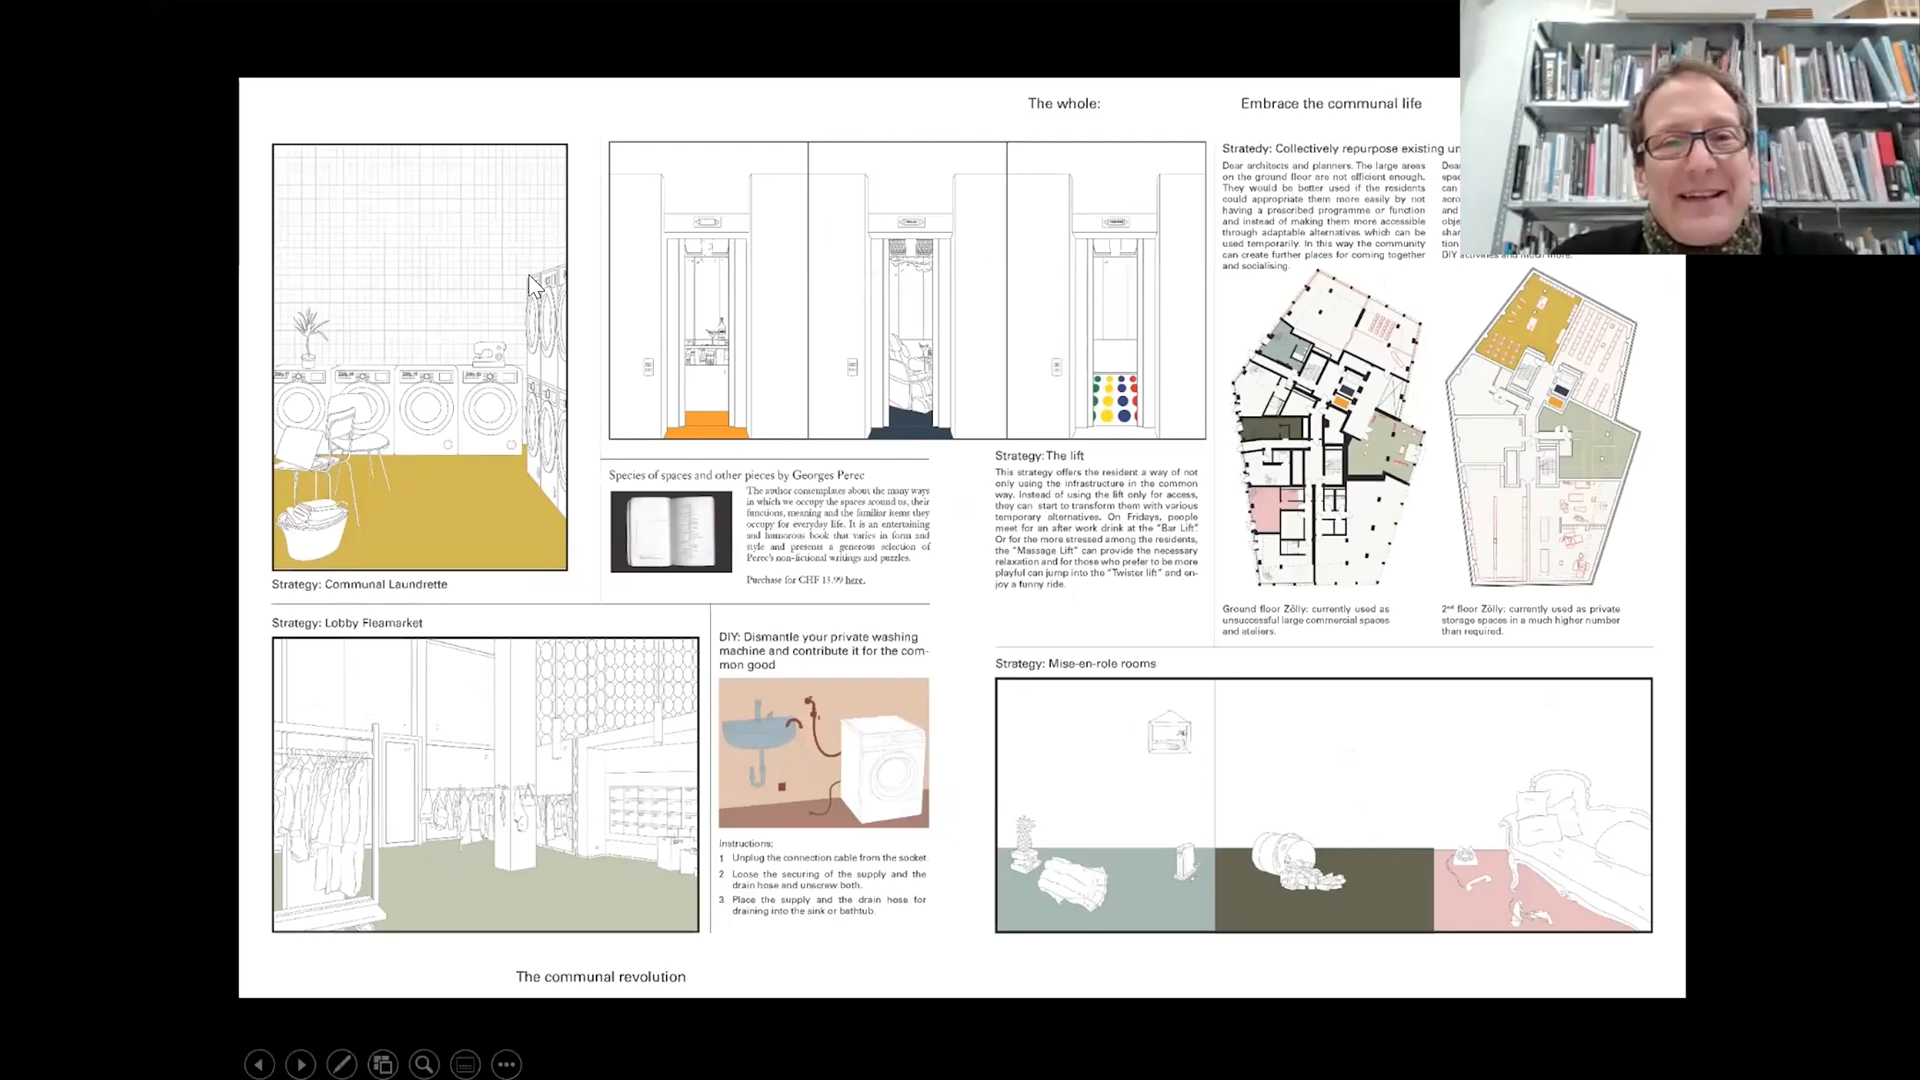 The whole:
Embrace the communal life
Stratedy: Collectively repurpose existing un
Dear architects and planners. The large areas
on the ground floor are not efficient enough.
They would be better used if the residents
could appropriate them more easily by not
having a prescribed programme or function
and instead of making them more accessible
through adaptable alternatives which can be
used temporarily. In this way the community
can create further places for coming together
and socialising.
Dear
spac
can
acro
and
obje
shar
tion
DIY activities and much more.
Strategy: Communal Laundrette
Species of spaces and other pieces by Georges Perec
The author contemplates about the many ways
in which we occupy the spaces around us, their
functions, meaning and the familiar items they
occupy for everyday life. It is an entertaining
and humorous book that varies in form and
style and presents a generous selection of
Perec's non-fictional writings and puzzles.
Purchase for CHF 13.99 here.
Strategy: The lift
This strategy offers the resident a way of not
only using the infrastructure in the common
way. Instead of using the lift only for access,
they can start to transform them with various
temporary alternatives. On Fridays, people
meet for an after work drink at the "Bar Lift".
Or for the more stressed among the residents,
the "Massage Lift" can provide the necessary
relaxation and for those who prefer to be more
playful can jump into the "Twister lift" and en-
joy a funny ride.
Ground floor Zölly: currently used as
unsuccessful large commercial spaces
and ateliers.
2nd floor Zölly: currently used as private
storage spaces in a much higher number
than required.
Strategy: Lobby Fleamarket
DIY: Dismantle your private washing
machine and contribute it for the com-
mon good
Instructions:
1 Unplug the connection cable from the socket.
2 Loose the securing of the supply and the
drain hose and unscrew both.
3 Place the supply and the drain hose for
draining into the sink or bathtub.
Strategy: Mise-en-role rooms
The communal revolution